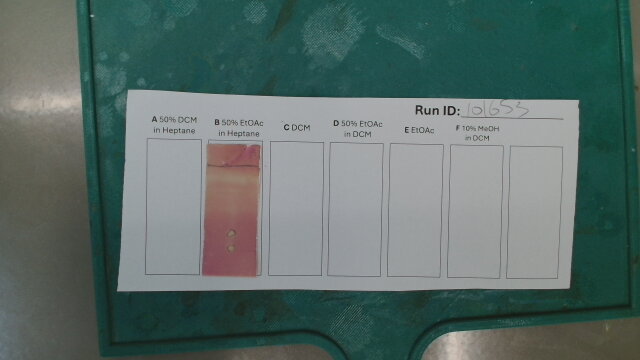 Run ID: 101653
A 50% DCM in Heptane
B 50% EtOAc in Heptane
C DCM
D 50% EtOAc in DCM
E EtOAc
F 10% MeOH in DCM